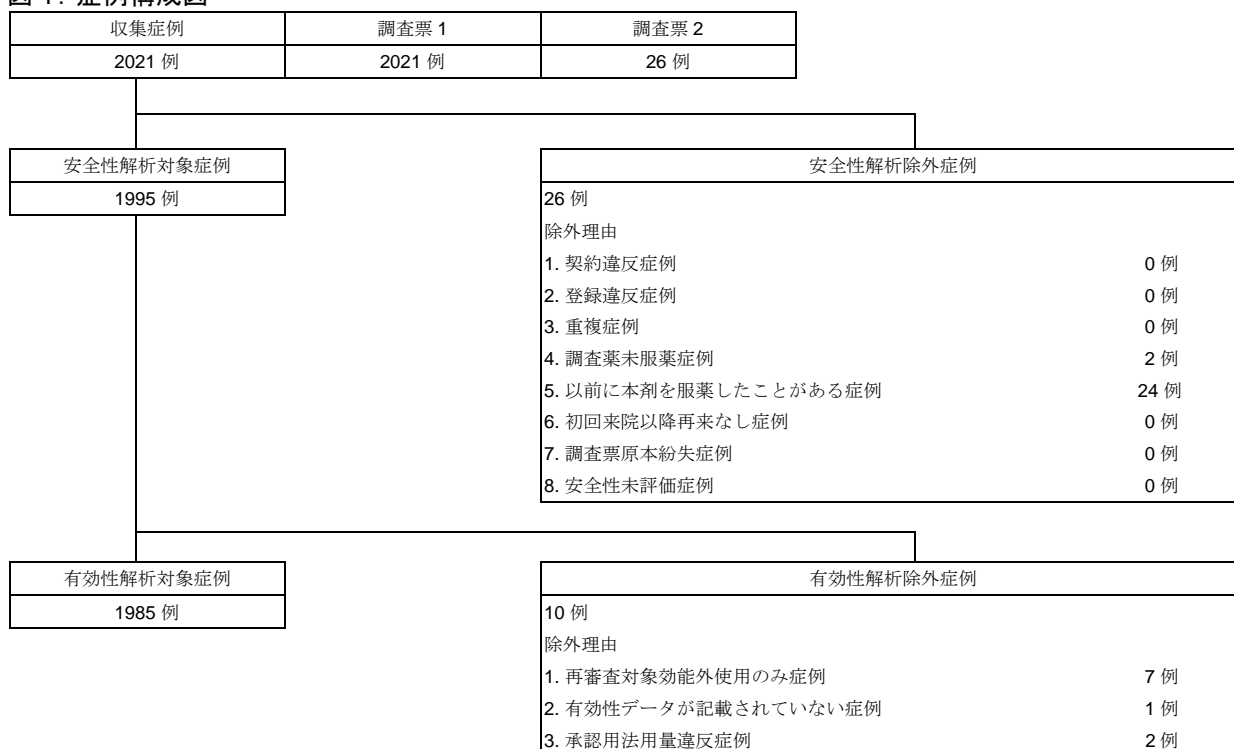 図 1. 症例構成図
収集症例 調査票 1 調査票 2
2021 例 2021 例 26 例
安全性解析対象症例 安全性解析除外症例
1995 例 26 例
除外理由
1. 契約違反症例 0 例
2. 登録違反症例 0 例
3. 重複症例 0 例
4. 調査薬未服薬症例 2 例
5. 以前に本剤を服薬したことがある症例 24 例
6. 初回来院以降再来なし症例 0 例
7. 調査票原本紛失症例 0 例
8. 安全性未評価症例 0 例
有効性解析対象症例 有効性解析除外症例
1985 例 10 例
除外理由
1. 再審査対象効能外使用のみ症例 7 例
2. 有効性データが記載されていない症例 1 例
3. 承認用法用量違反症例 2 例